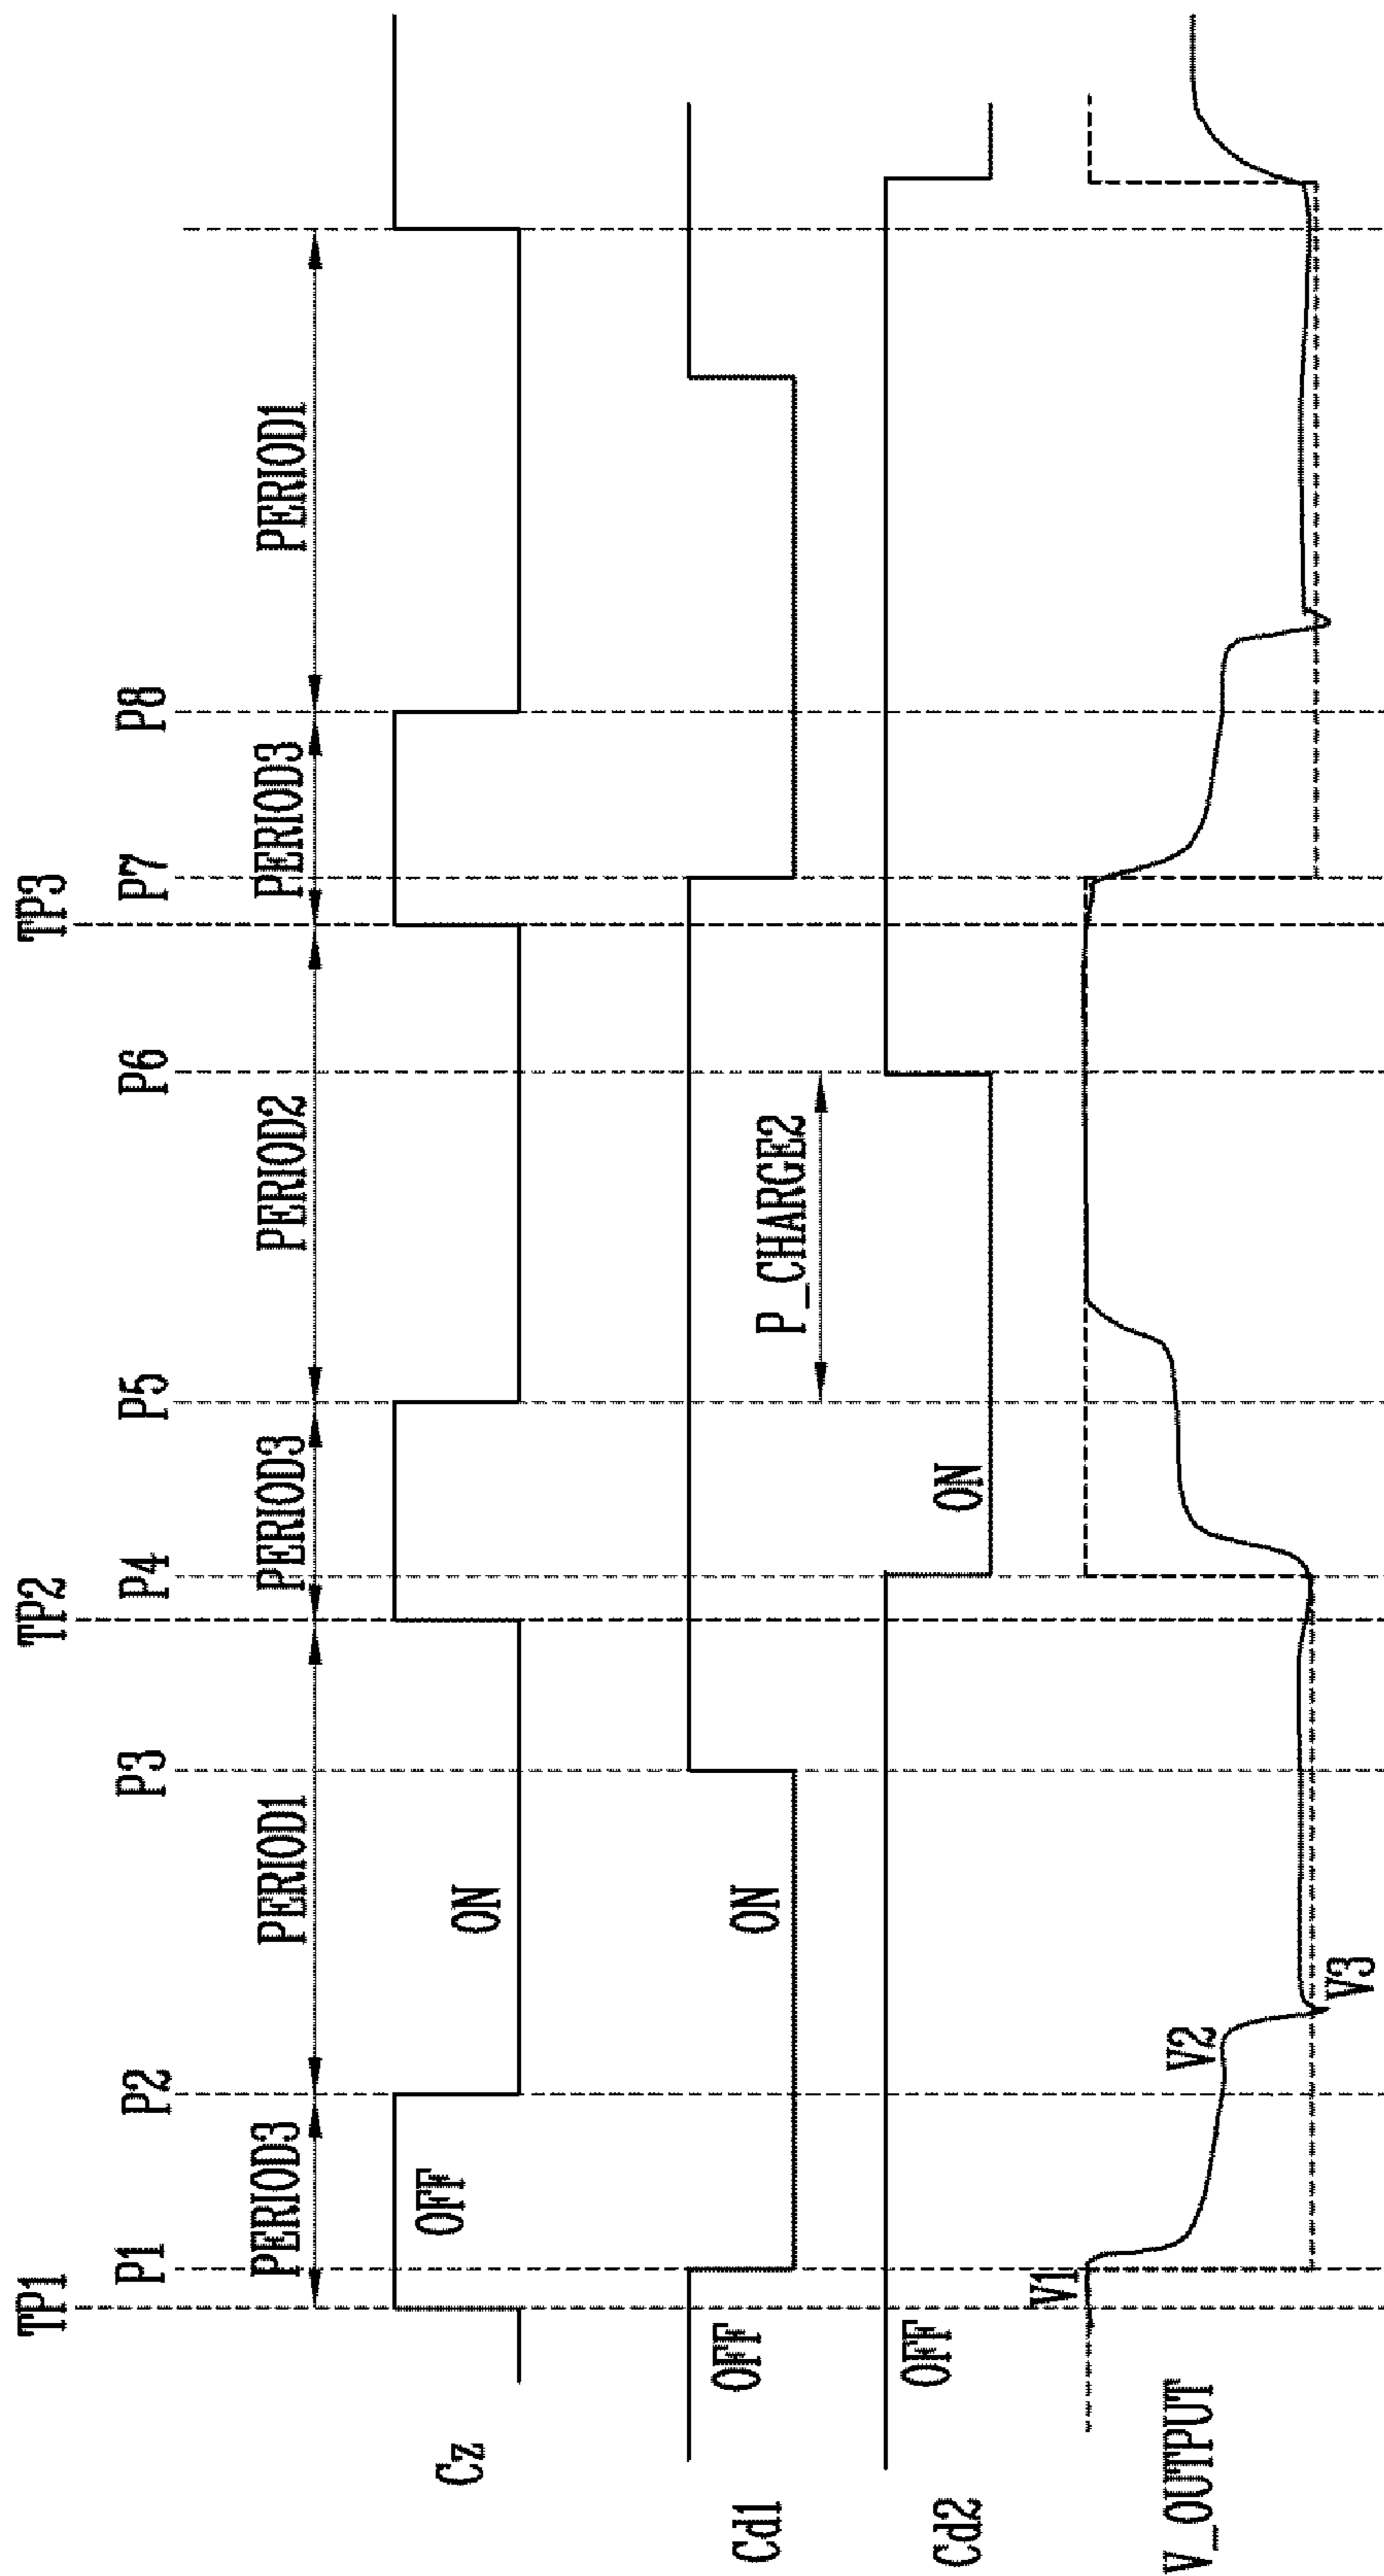 TP1 TP2 TP3
P1 P2 P3 P4 P5 P6 P7 P8
PERIOD3 PERIOD1 PERIOD3 PERIOD2 PERIOD3 PERIOD1
Cz OFF ON
Cd1 OFF ON
P_CHARGE2
Cd2 OFF ON
V_OUTPUT V1 V2 V3